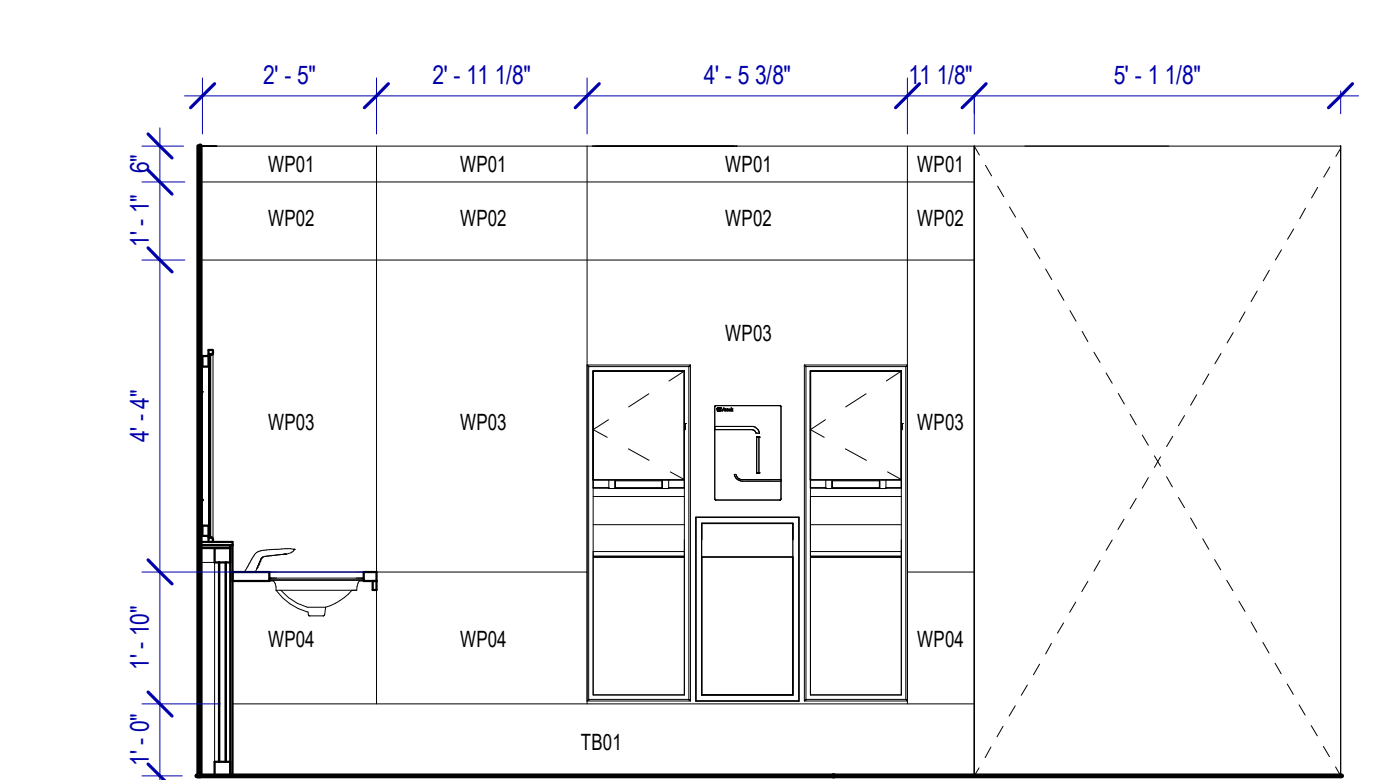 2' - 5" 2' - 11 1/8" 4' - 5 3/8" 11 1/8" 5' - 1 1/8"
6" WP01 WP01 WP01 WP01
1' - 1" WP02 WP02 WP02 WP02
WP03
4' - 4" WP03 WP03 WP03
1' - 10" WP04 WP04 WP04
1' - 0" TB01